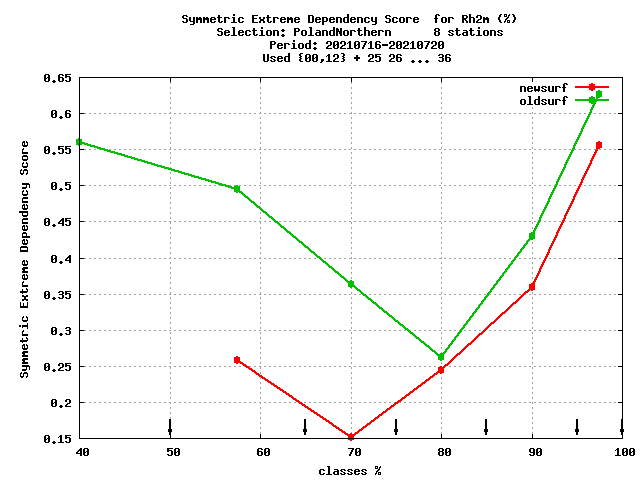 Symmetric Extreme Dependency Score  for Rh2m (%)
Selection: PolandNorthern      8 stations
Period: 20210716-20210720
Used {00,12} + 25 26 ... 36
newsurf
oldsurf
Symmetric Extreme Dependency Score
0.65
0.6
0.55
0.5
0.45
0.4
0.35
0.3
0.25
0.2
0.15
40 50 60 70 80 90 100
classes %